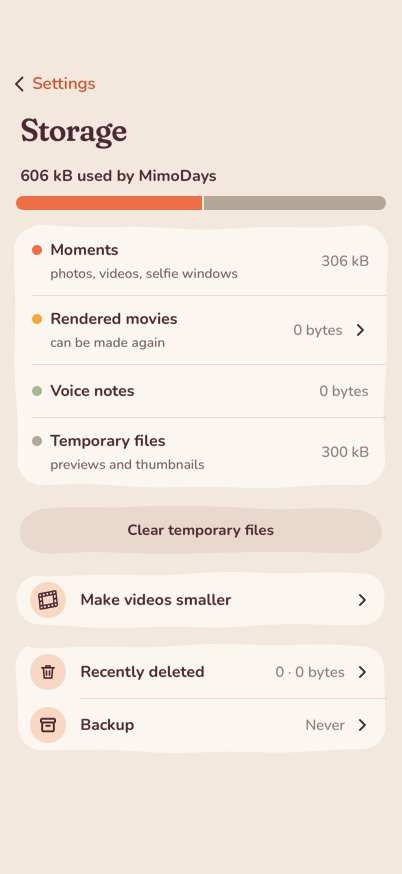 Settings
Storage
606 kB used by MimoDays
Moments
photos, videos, selfie windows
306 kB
Rendered movies
can be made again
0 bytes
Voice notes
0 bytes
Temporary files
previews and thumbnails
300 kB
Clear temporary files
Make videos smaller
Recently deleted
0 · 0 bytes
Backup
Never